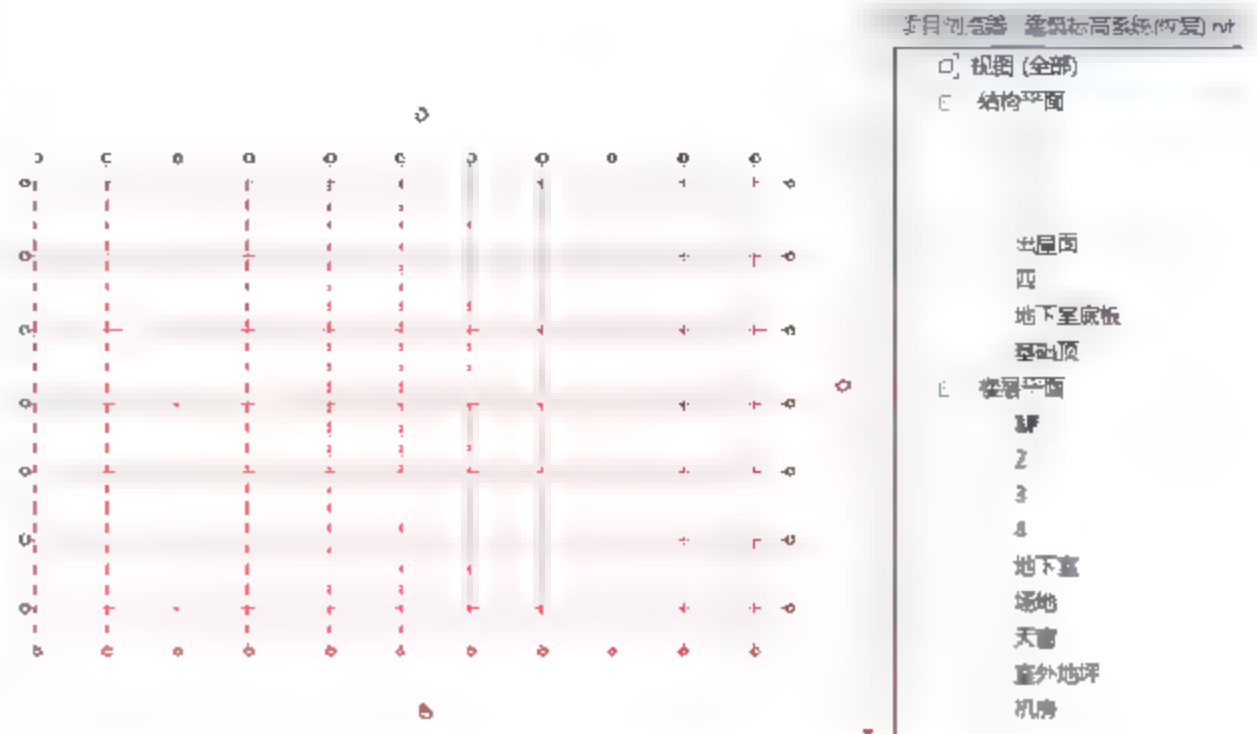 项目浏览器 - 建筑标高系统(恢复).rvt
视图 (全部)
结构平面
出屋面
四
地下室底板
基础顶
楼层平面
1F
2
3
4
地下室
场地
天窗
室外地坪
机房